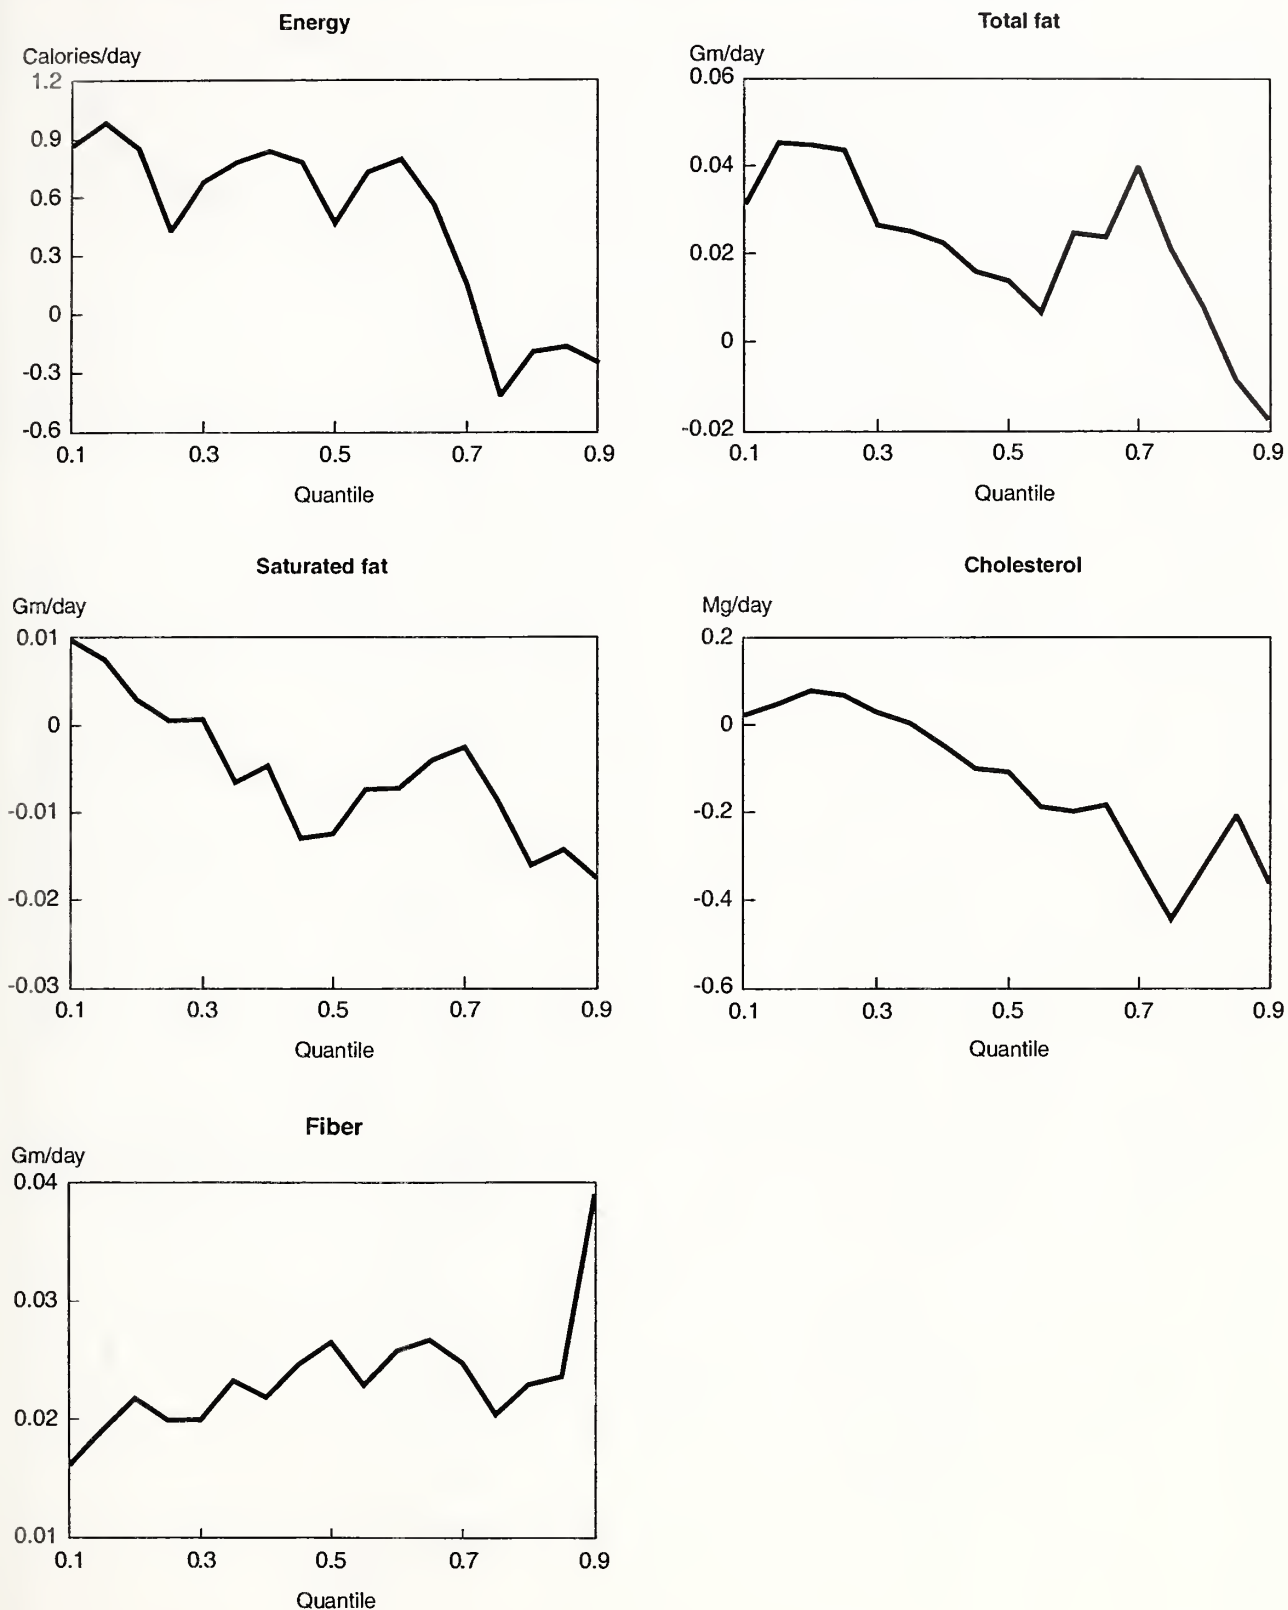 Energy
Calories/day
1.2
0.9
0.6
0.3
0
-0.3
-0.6
0.1 0.3 0.5 0.7 0.9
Quantile
Total fat
Gm/day
0.06
0.04
0.02
0
-0.02
0.1 0.3 0.5 0.7 0.9
Quantile
Saturated fat
Gm/day
0.01
0
-0.01
-0.02
-0.03
0.1 0.3 0.5 0.7 0.9
Quantile
Cholesterol
Mg/day
0.2
0
-0.2
-0.4
-0.6
0.1 0.3 0.5 0.7 0.9
Quantile
Fiber
Gm/day
0.04
0.03
0.02
0.01
0.1 0.3 0.5 0.7 0.9
Quantile